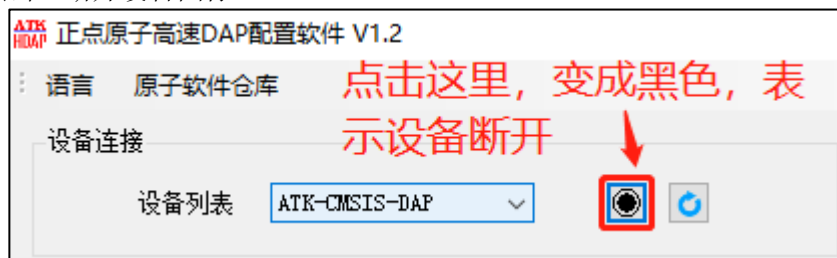 ATK
HDAP 正点原子高速DAP配置软件 V1.2
语言 原子软件仓库
点击这里，变成黑色，表
示设备断开
设备连接
设备列表 ATK-CMSIS-DAP